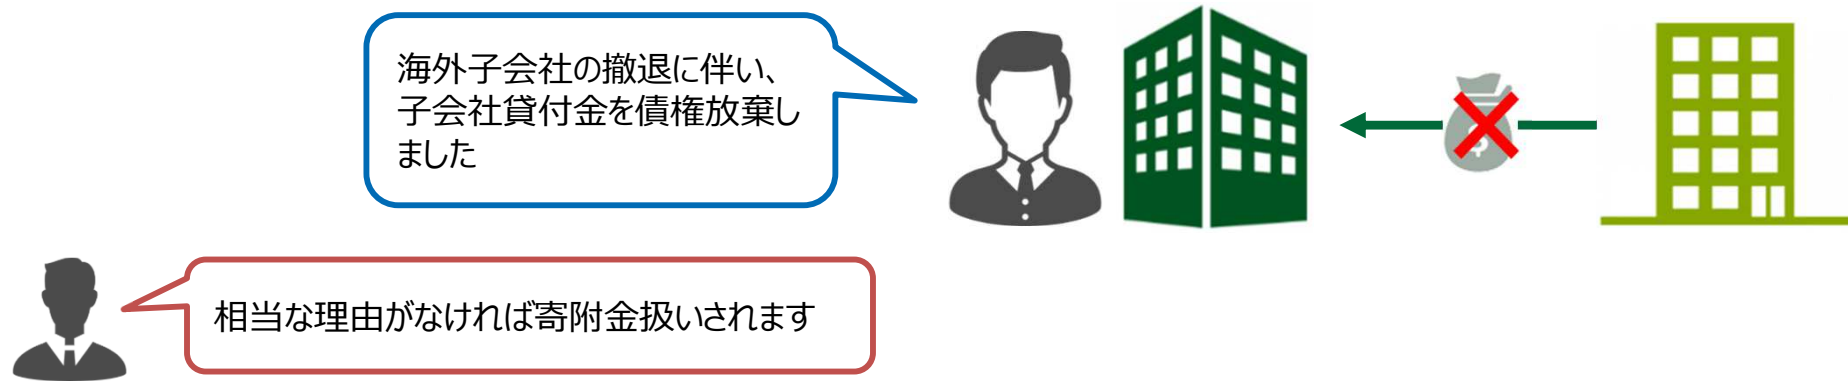 海外子会社の撤退に伴い、
子会社貸付金を債権放棄し
ました
$
相当な理由がなければ寄附金扱いされます